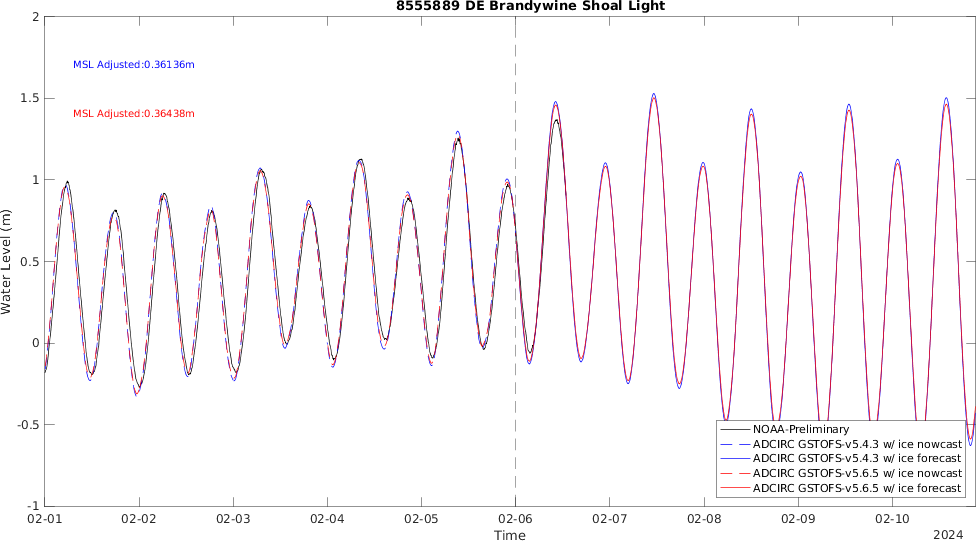 8555889 DE Brandywine Shoal Light
2
MSL Adjusted:0.36136m
1.5
MSL Adjusted:0.36438m
1
0.5
Water Level (m)
0
-0.5
-1
NOAA-Preliminary
ADCIRC GSTOFS-v5.4.3 w/ ice nowcast
ADCIRC GSTOFS-v5.4.3 w/ ice forecast
ADCIRC GSTOFS-v5.6.5 w/ ice nowcast
ADCIRC GSTOFS-v5.6.5 w/ ice forecast
02-01 02-02 02-03 02-04 02-05 02-06 02-07 02-08 02-09 02-10
Time
2024